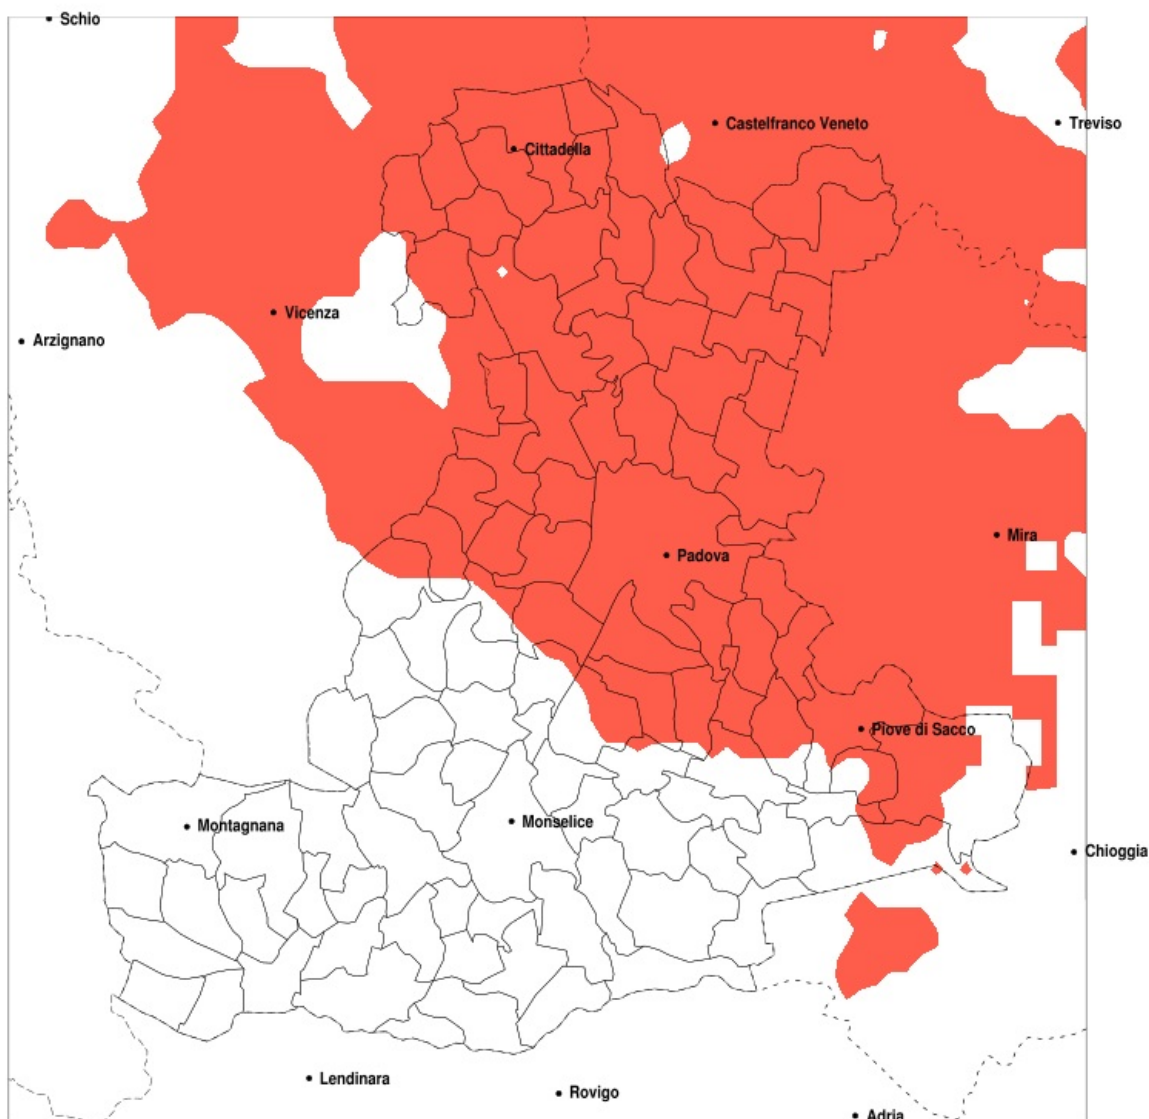 Schio
Castelfranco Veneto
Treviso
Cittadella
Vicenza
Arzignano
Mira
Padova
Piove di Sacco
Monselice
Montagnana
Chioggia
Lendinara
Rovigo
Adria